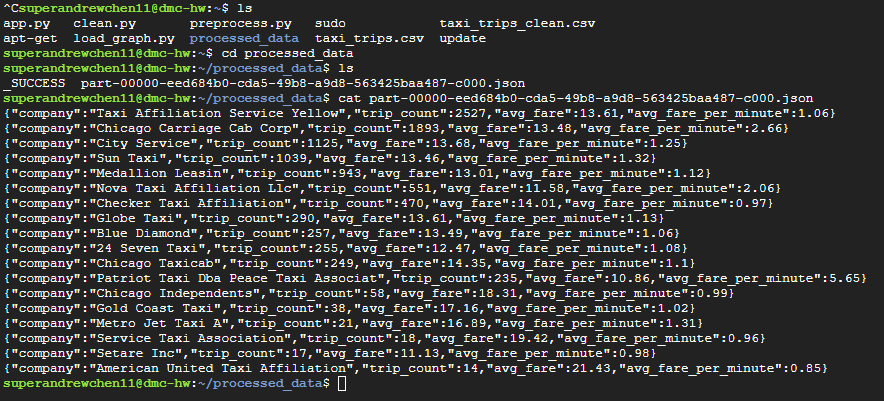 ^Csuperandrewchen11@dmc-hw:~$ ls
app.py   clean.py       preprocess.py   sudo            taxi_trips_clean.csv
apt-get  load_graph.py  processed_data  taxi_trips.csv  update
superandrewchen11@dmc-hw:~$ cd processed_data
superandrewchen11@dmc-hw:~/processed_data$ ls
_SUCCESS  part-00000-eed684b0-cda5-49b8-a9d8-563425baa487-c000.json
superandrewchen11@dmc-hw:~/processed_data$ cat part-00000-eed684b0-cda5-49b8-a9d8-563425baa487-c000.json
{"company":"Taxi Affiliation Service Yellow","trip_count":2527,"avg_fare":13.61,"avg_fare_per_minute":1.06}
{"company":"Chicago Carriage Cab Corp","trip_count":1893,"avg_fare":13.48,"avg_fare_per_minute":2.66}
{"company":"City Service","trip_count":1125,"avg_fare":13.68,"avg_fare_per_minute":1.25}
{"company":"Sun Taxi","trip_count":1039,"avg_fare":13.46,"avg_fare_per_minute":1.32}
{"company":"Medallion Leasin","trip_count":943,"avg_fare":13.01,"avg_fare_per_minute":1.12}
{"company":"Nova Taxi Affiliation Llc","trip_count":551,"avg_fare":11.58,"avg_fare_per_minute":2.06}
{"company":"Checker Taxi Affiliation","trip_count":470,"avg_fare":14.01,"avg_fare_per_minute":0.97}
{"company":"Globe Taxi","trip_count":290,"avg_fare":13.61,"avg_fare_per_minute":1.13}
{"company":"Blue Diamond","trip_count":257,"avg_fare":13.49,"avg_fare_per_minute":1.06}
{"company":"24 Seven Taxi","trip_count":255,"avg_fare":12.47,"avg_fare_per_minute":1.08}
{"company":"Chicago Taxicab","trip_count":249,"avg_fare":14.35,"avg_fare_per_minute":1.1}
{"company":"Patriot Taxi Dba Peace Taxi Associat","trip_count":235,"avg_fare":10.86,"avg_fare_per_minute":5.65}
{"company":"Chicago Independents","trip_count":58,"avg_fare":18.31,"avg_fare_per_minute":0.99}
{"company":"Gold Coast Taxi","trip_count":38,"avg_fare":17.16,"avg_fare_per_minute":1.02}
{"company":"Metro Jet Taxi A","trip_count":21,"avg_fare":16.89,"avg_fare_per_minute":1.31}
{"company":"Service Taxi Association","trip_count":18,"avg_fare":19.42,"avg_fare_per_minute":0.96}
{"company":"Setare Inc","trip_count":17,"avg_fare":11.13,"avg_fare_per_minute":0.98}
{"company":"American United Taxi Affiliation","trip_count":14,"avg_fare":21.43,"avg_fare_per_minute":0.85}
superandrewchen11@dmc-hw:~/processed_data$